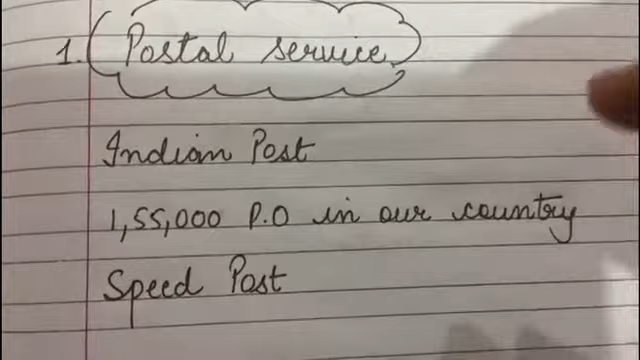 1. Postal service
Indian Post
1,55,000 P.O in our country
Speed Post